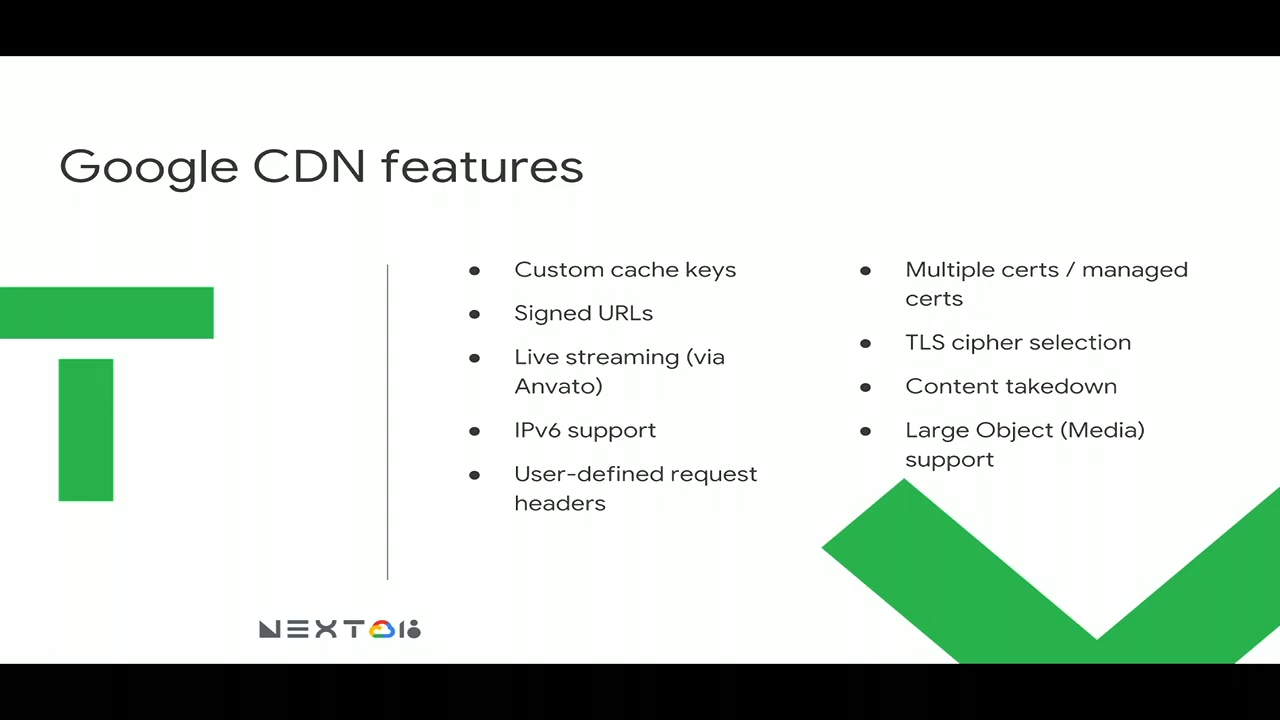 Google CDN features
● Custom cache keys
● Signed URLs
● Live streaming (via
Anvato)
● IPv6 support
● User-defined request
headers
● Multiple certs / managed
certs
● TLS cipher selection
● Content takedown
● Large Object (Media)
support
NEXT 18